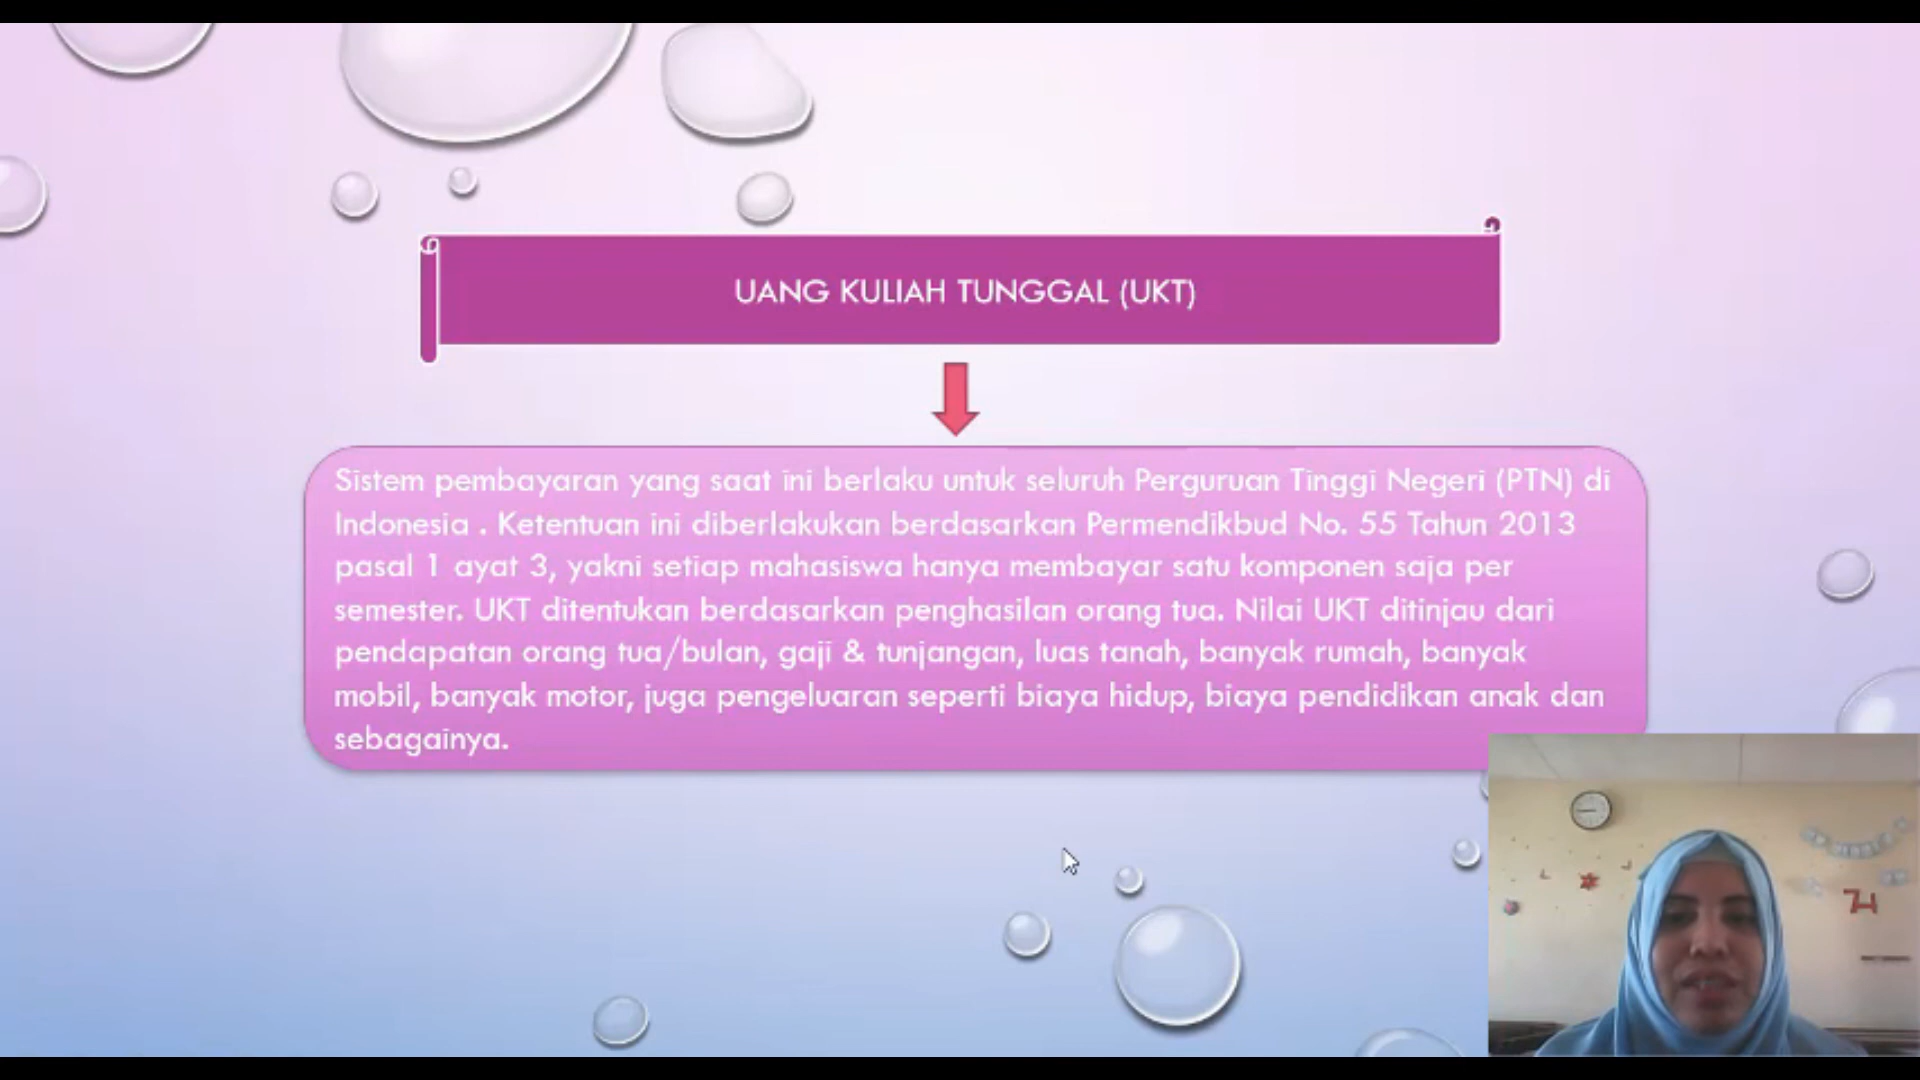 UANG KULIAH TUNGGAL (UKT)
Sistem pembayaran yang saat ini berlaku untuk seluruh Perguruan Tinggi Negeri (PTN) di
Indonesia . Ketentuan ini diberlakukan berdasarkan Permendikbud No. 55 Tahun 2013
pasal 1 ayat 3, yakni setiap mahasiswa hanya membayar satu komponen saja per
semester. UKT ditentukan berdasarkan penghasilan orang tua. Nilai UKT ditinjau dari
pendapatan orang tua/bulan, gaji & tunjangan, luas tanah, banyak rumah, banyak
mobil, banyak motor, juga pengeluaran seperti biaya hidup, biaya pendidikan anak dan
sebagainya.